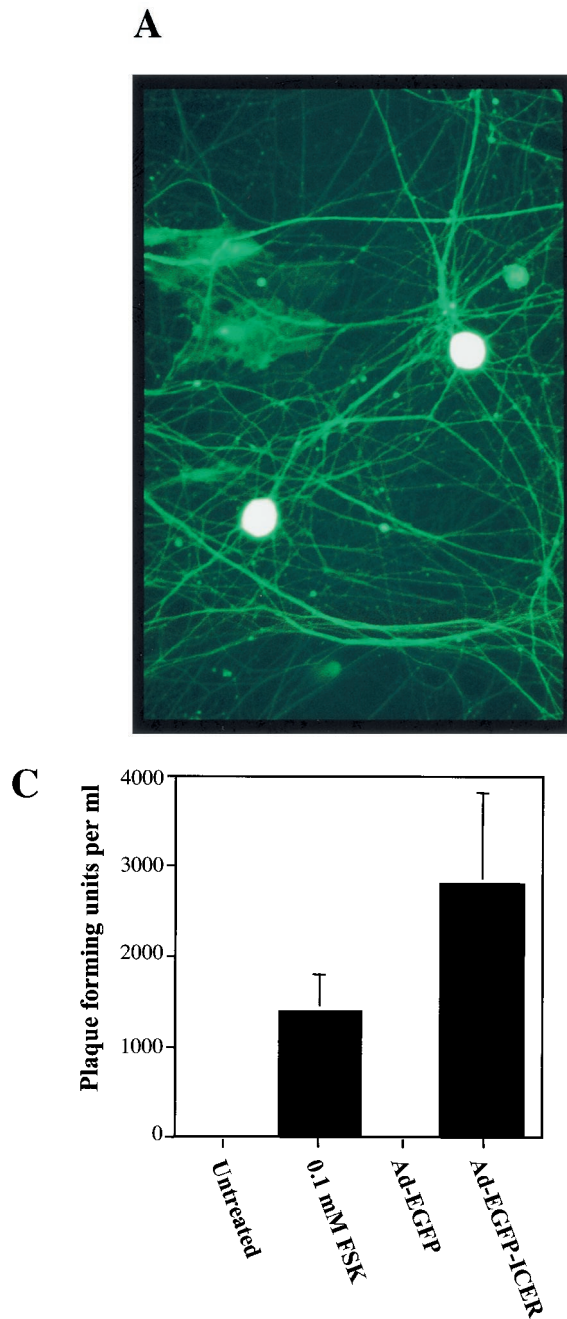 A
C
Plaque forming units per ml
4000
3000
2000
1000
0
Untreated
0.1 mM FSK
Ad-EGFP
Ad-EGFP-ICER